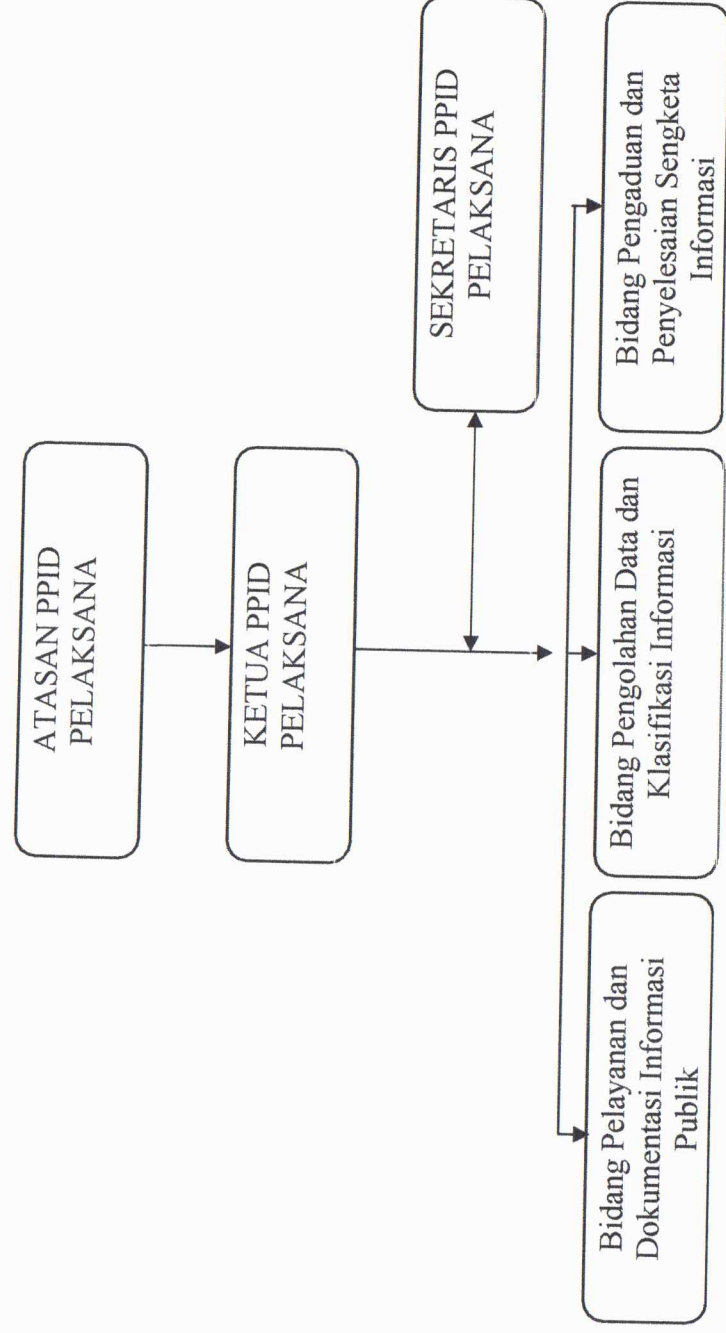 ATASAN PPID
PELAKSANA
KETUA PPID
PELAKSANA
SEKRETARIS PPID
PELAKSANA
Bidang Pelayanan dan
Dokumentasi Informasi
Publik
Bidang Pengolahan Data dan
Klasifikasi Informasi
Bidang Pengaduan dan
Penyelesaian Sengketa
Informasi